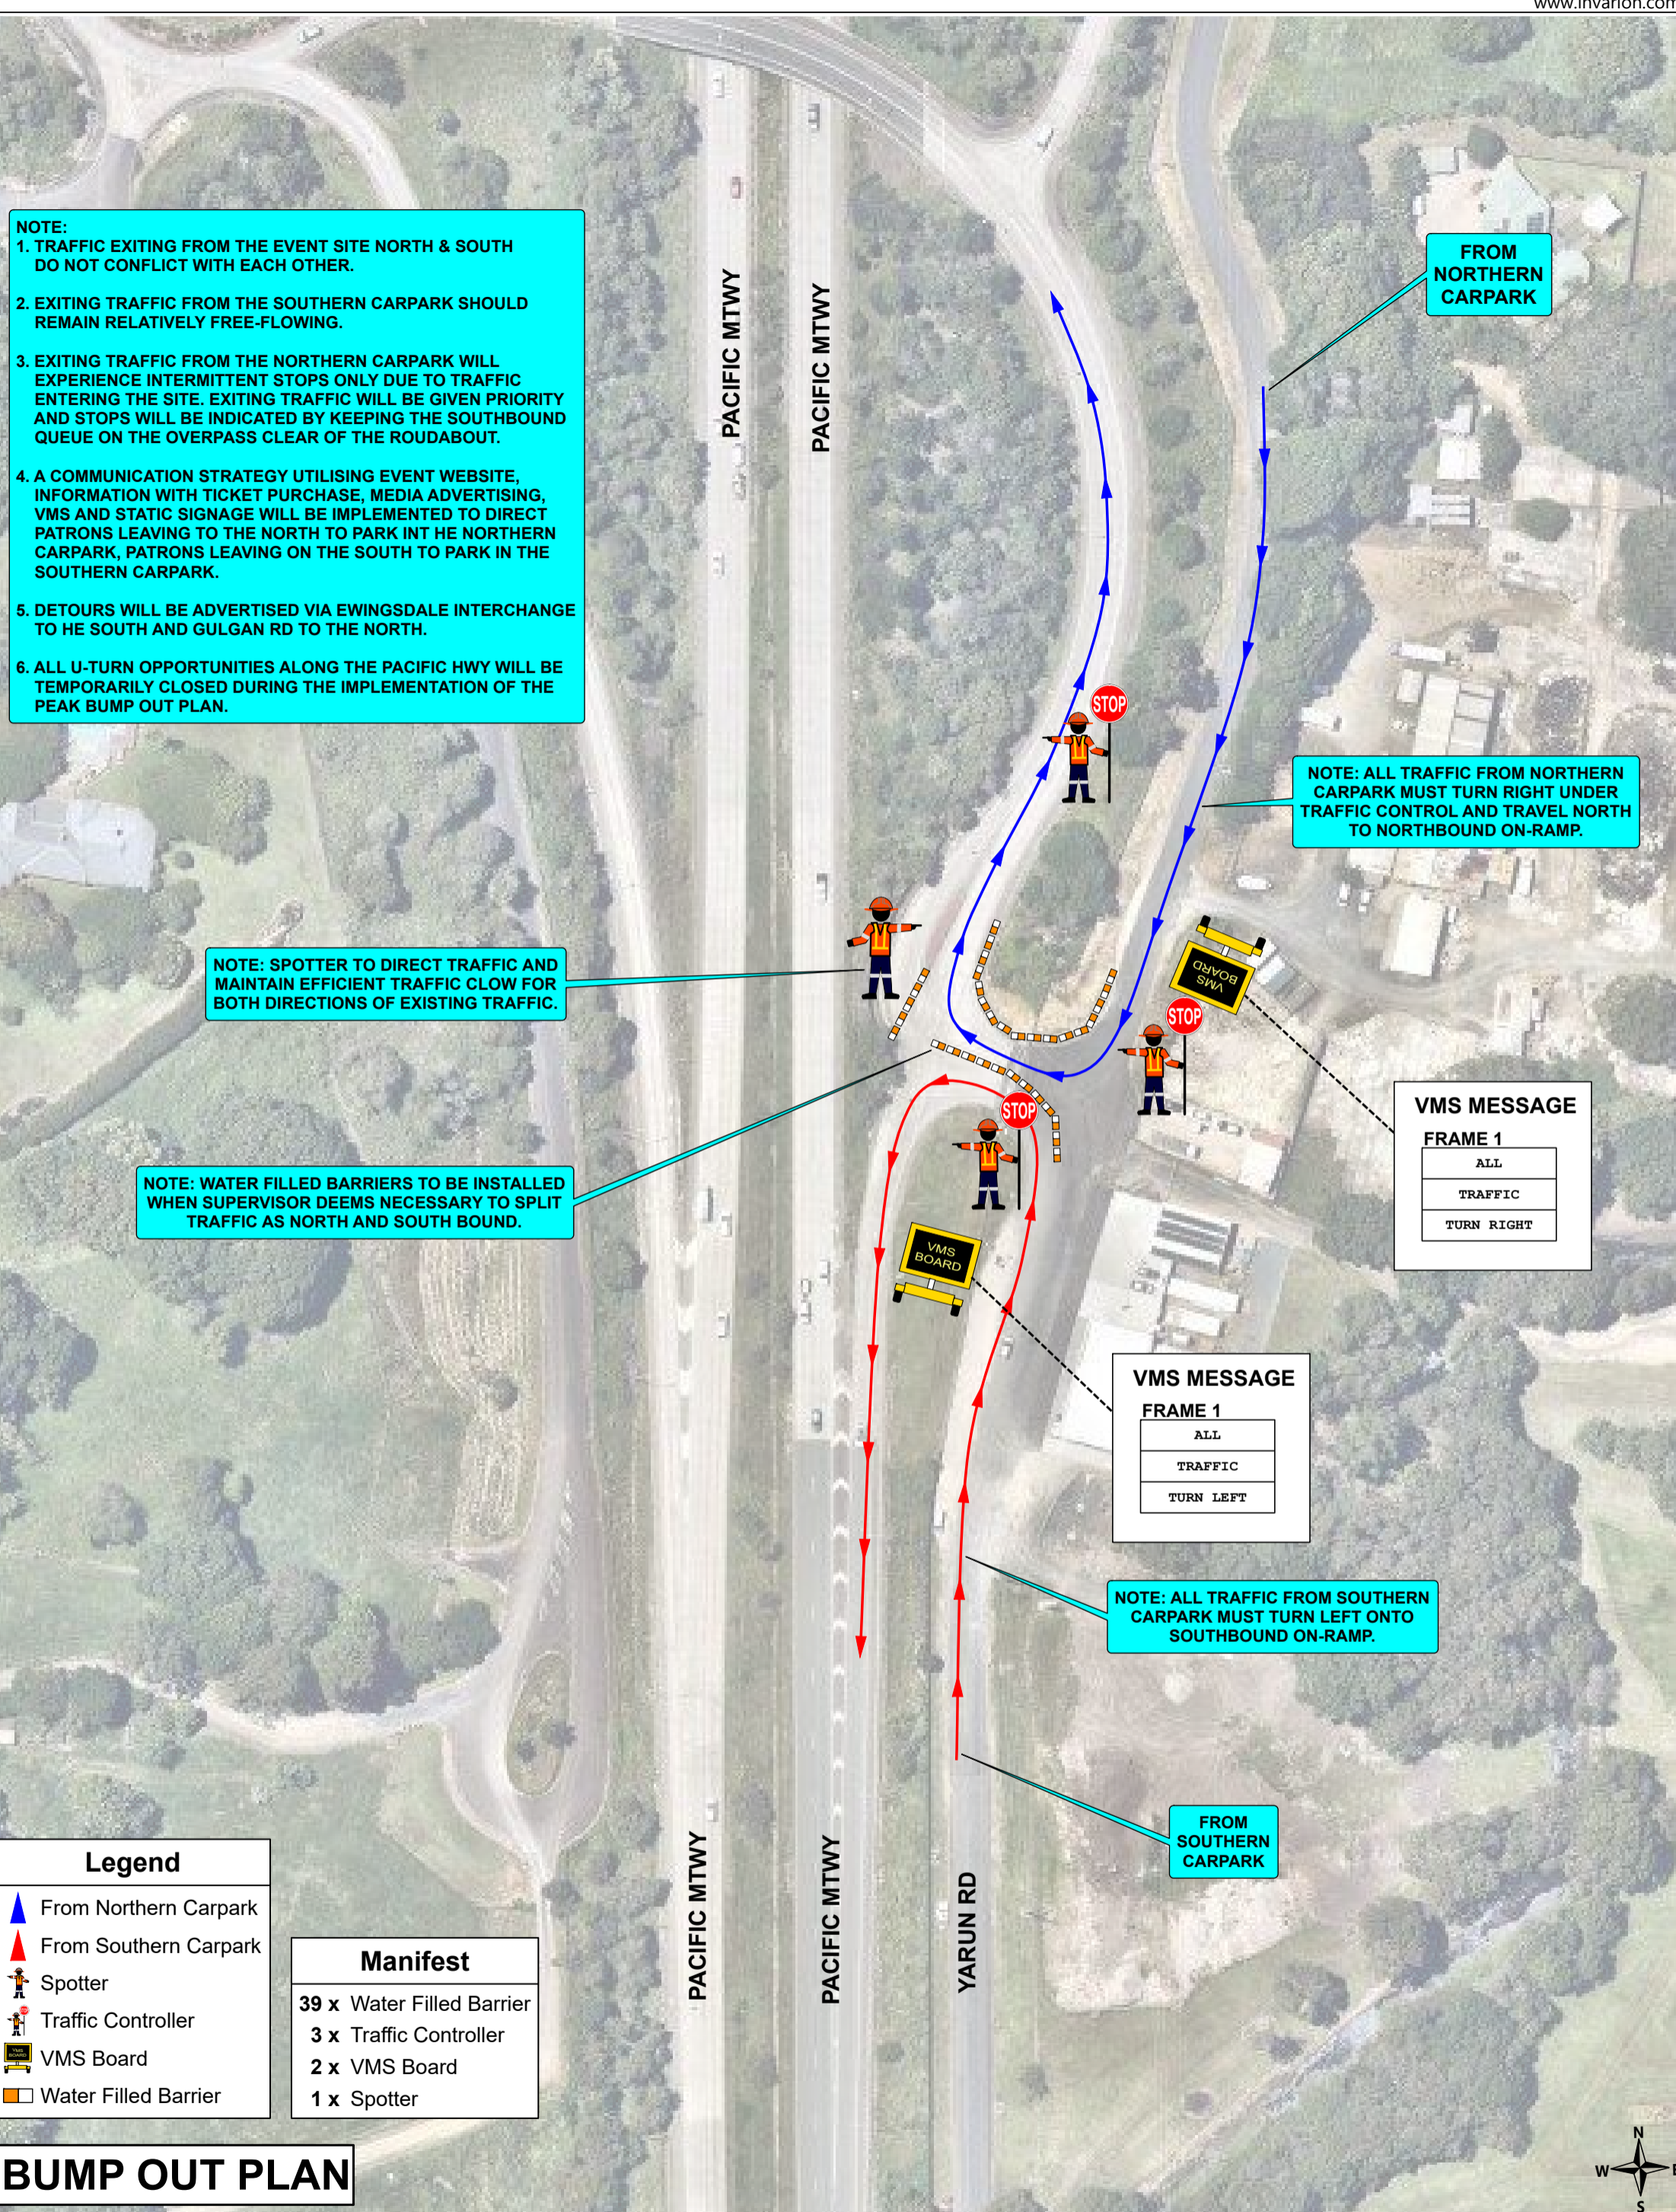 www.invarion.com
NOTE:
1. TRAFFIC EXITING FROM THE EVENT SITE NORTH & SOUTH
DO NOT CONFLICT WITH EACH OTHER.
2. EXITING TRAFFIC FROM THE SOUTHERN CARPARK SHOULD
REMAIN RELATIVELY FREE-FLOWING.
3. EXITING TRAFFIC FROM THE NORTHERN CARPARK WILL
EXPERIENCE INTERMITTENT STOPS ONLY DUE TO TRAFFIC
ENTERING THE SITE. EXITING TRAFFIC WILL BE GIVEN PRIORITY
AND STOPS WILL BE INDICATED BY KEEPING THE SOUTHBOUND
QUEUE ON THE OVERPASS CLEAR OF THE ROUDABOUT.
4. A COMMUNICATION STRATEGY UTILISING EVENT WEBSITE,
INFORMATION WITH TICKET PURCHASE, MEDIA ADVERTISING,
VMS AND STATIC SIGNAGE WILL BE IMPLEMENTED TO DIRECT
PATRONS LEAVING TO THE NORTH TO PARK INT HE NORTHERN
CARPARK, PATRONS LEAVING ON THE SOUTH TO PARK IN THE
SOUTHERN CARPARK.
5. DETOURS WILL BE ADVERTISED VIA EWINGSDALE INTERCHANGE
TO HE SOUTH AND GULGAN RD TO THE NORTH.
6. ALL U-TURN OPPORTUNITIES ALONG THE PACIFIC HWY WILL BE
TEMPORARILY CLOSED DURING THE IMPLEMENTATION OF THE
PEAK BUMP OUT PLAN.
PACIFIC MTWY
PACIFIC MTWY
FROM
NORTHERN
CARPARK
STOP
NOTE: ALL TRAFFIC FROM NORTHERN
CARPARK MUST TURN RIGHT UNDER
TRAFFIC CONTROL AND TRAVEL NORTH
TO NORTHBOUND ON-RAMP.
NOTE: SPOTTER TO DIRECT TRAFFIC AND
MAINTAIN EFFICIENT TRAFFIC CLOW FOR
BOTH DIRECTIONS OF EXISTING TRAFFIC.
VMS
BOARD
STOP
STOP
VMS MESSAGE
FRAME 1
ALL
TRAFFIC
TURN RIGHT
NOTE: WATER FILLED BARRIERS TO BE INSTALLED
WHEN SUPERVISOR DEEMS NECESSARY TO SPLIT
TRAFFIC AS NORTH AND SOUTH BOUND.
VMS
BOARD
VMS MESSAGE
FRAME 1
ALL
TRAFFIC
TURN LEFT
NOTE: ALL TRAFFIC FROM SOUTHERN
CARPARK MUST TURN LEFT ONTO
SOUTHBOUND ON-RAMP.
FROM
SOUTHERN
CARPARK
PACIFIC MTWY
PACIFIC MTWY
YARUN RD
Legend
From Northern Carpark
From Southern Carpark
Spotter
Traffic Controller
VMS Board
Water Filled Barrier
Manifest
39 x Water Filled Barrier
3 x Traffic Controller
2 x VMS Board
1 x Spotter
BUMP OUT PLAN
N
W
E
S